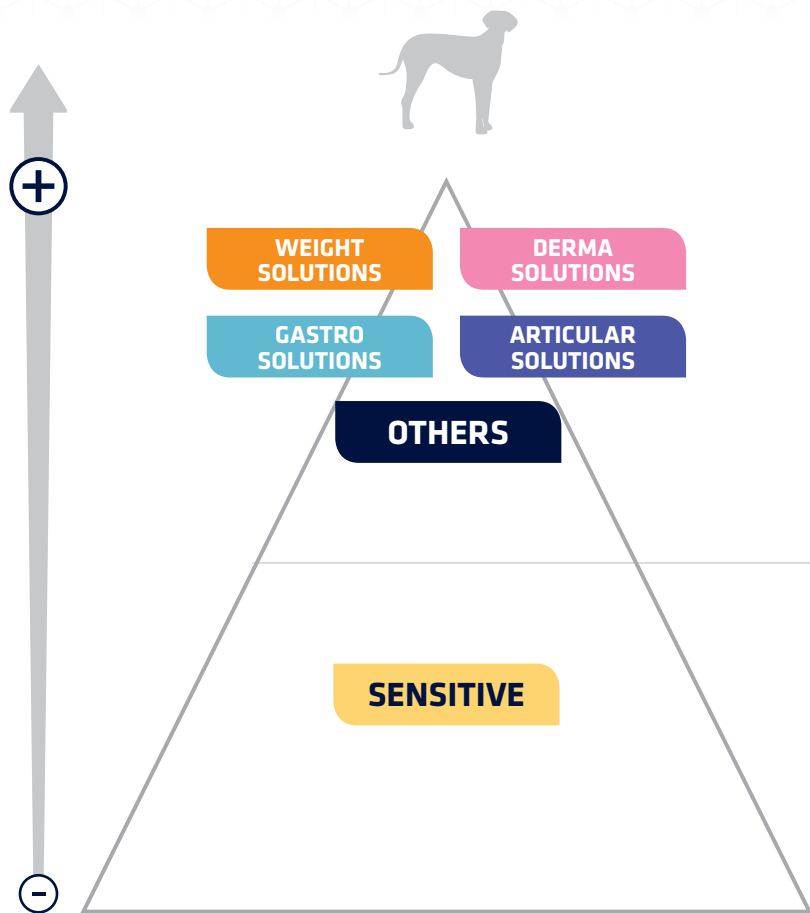 +
WEIGHT
SOLUTIONS
DERMA
SOLUTIONS
GASTRO
SOLUTIONS
ARTICULAR
SOLUTIONS
OTHERS
SENSITIVE
-